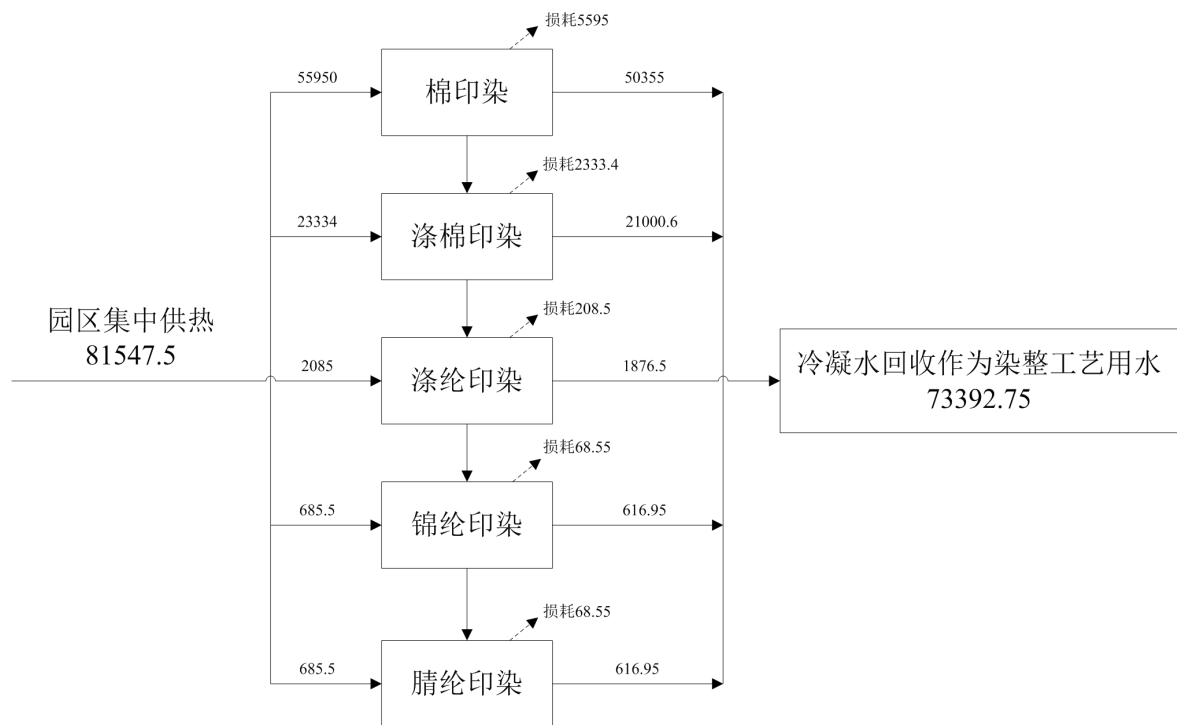 损耗5595
55950
棉印染
50355
损耗2333.4
23334
涤棉印染
21000.6
园区集中供热
81547.5
损耗208.5
2085
涤纶印染
1876.5
冷凝水回收作为染整工艺用水
73392.75
损耗68.55
685.5
锦纶印染
616.95
损耗68.55
685.5
腈纶印染
616.95